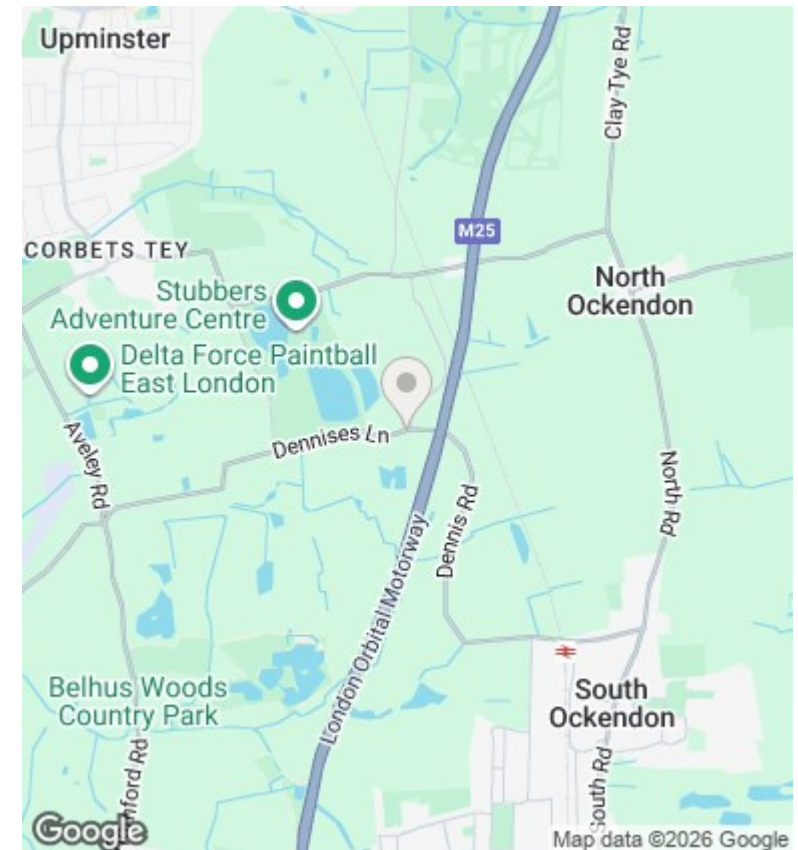 Upminster
Clay Tye Rd
M25
CORBETS TEY
North
Ockendon
Stubbers
Adventure Centre
Delta Force Paintball
East London
Dennises Ln
Aveley Rd
North Rd
Dennis Rd
London Orbital Motorway
Belhus Woods
Country Park
South
Ockendon
South Rd
Google
Map data ©2026 Google